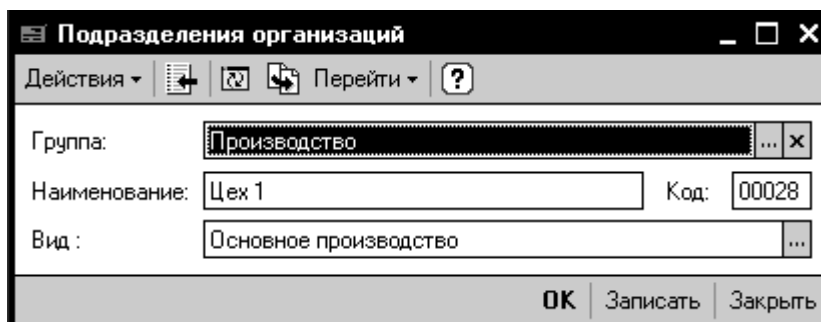 Подразделения организаций
Действия Перейти ?
Группа: Производство ... x
Наименование: Цех 1 Код: 00028
Вид : Основное производство ...
OK Записать Закрыть